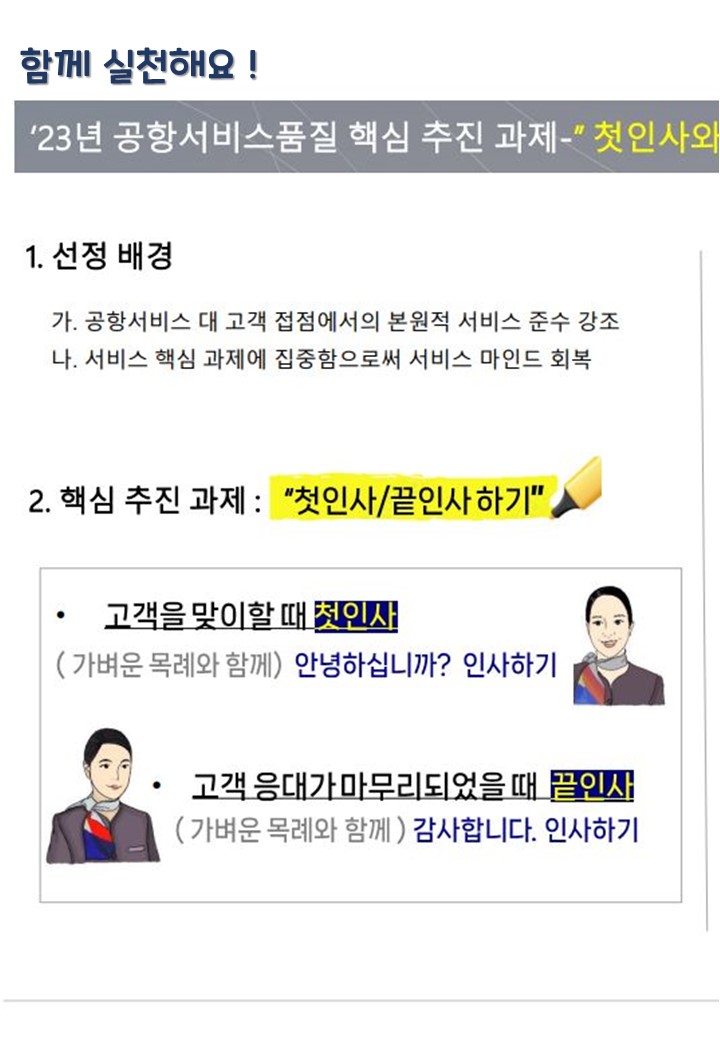 함께 실천해요 !
‘23년 공항서비스품질 핵심 추진 과제-” 첫인사와
1. 선정 배경
가. 공항서비스 대 고객 접점에서의 본원적 서비스 준수 강조
나. 서비스 핵심 과제에 집중함으로써 서비스 마인드 회복
2. 핵심 추진 과제 : “첫인사/끝인사 하기”
• 고객을 맞이할 때 첫인사
( 가벼운 목례와 함께) 안녕하십니까? 인사하기
• 고객 응대가 마무리되었을 때 끝인사
( 가벼운 목례와 함께 ) 감사합니다. 인사하기